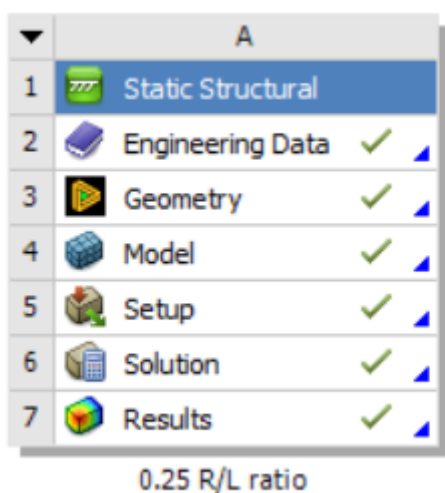 A
1 Static Structural
2 Engineering Data
3 Geometry
4 Model
5 Setup
6 Solution
7 Results
0.25 R/L ratio